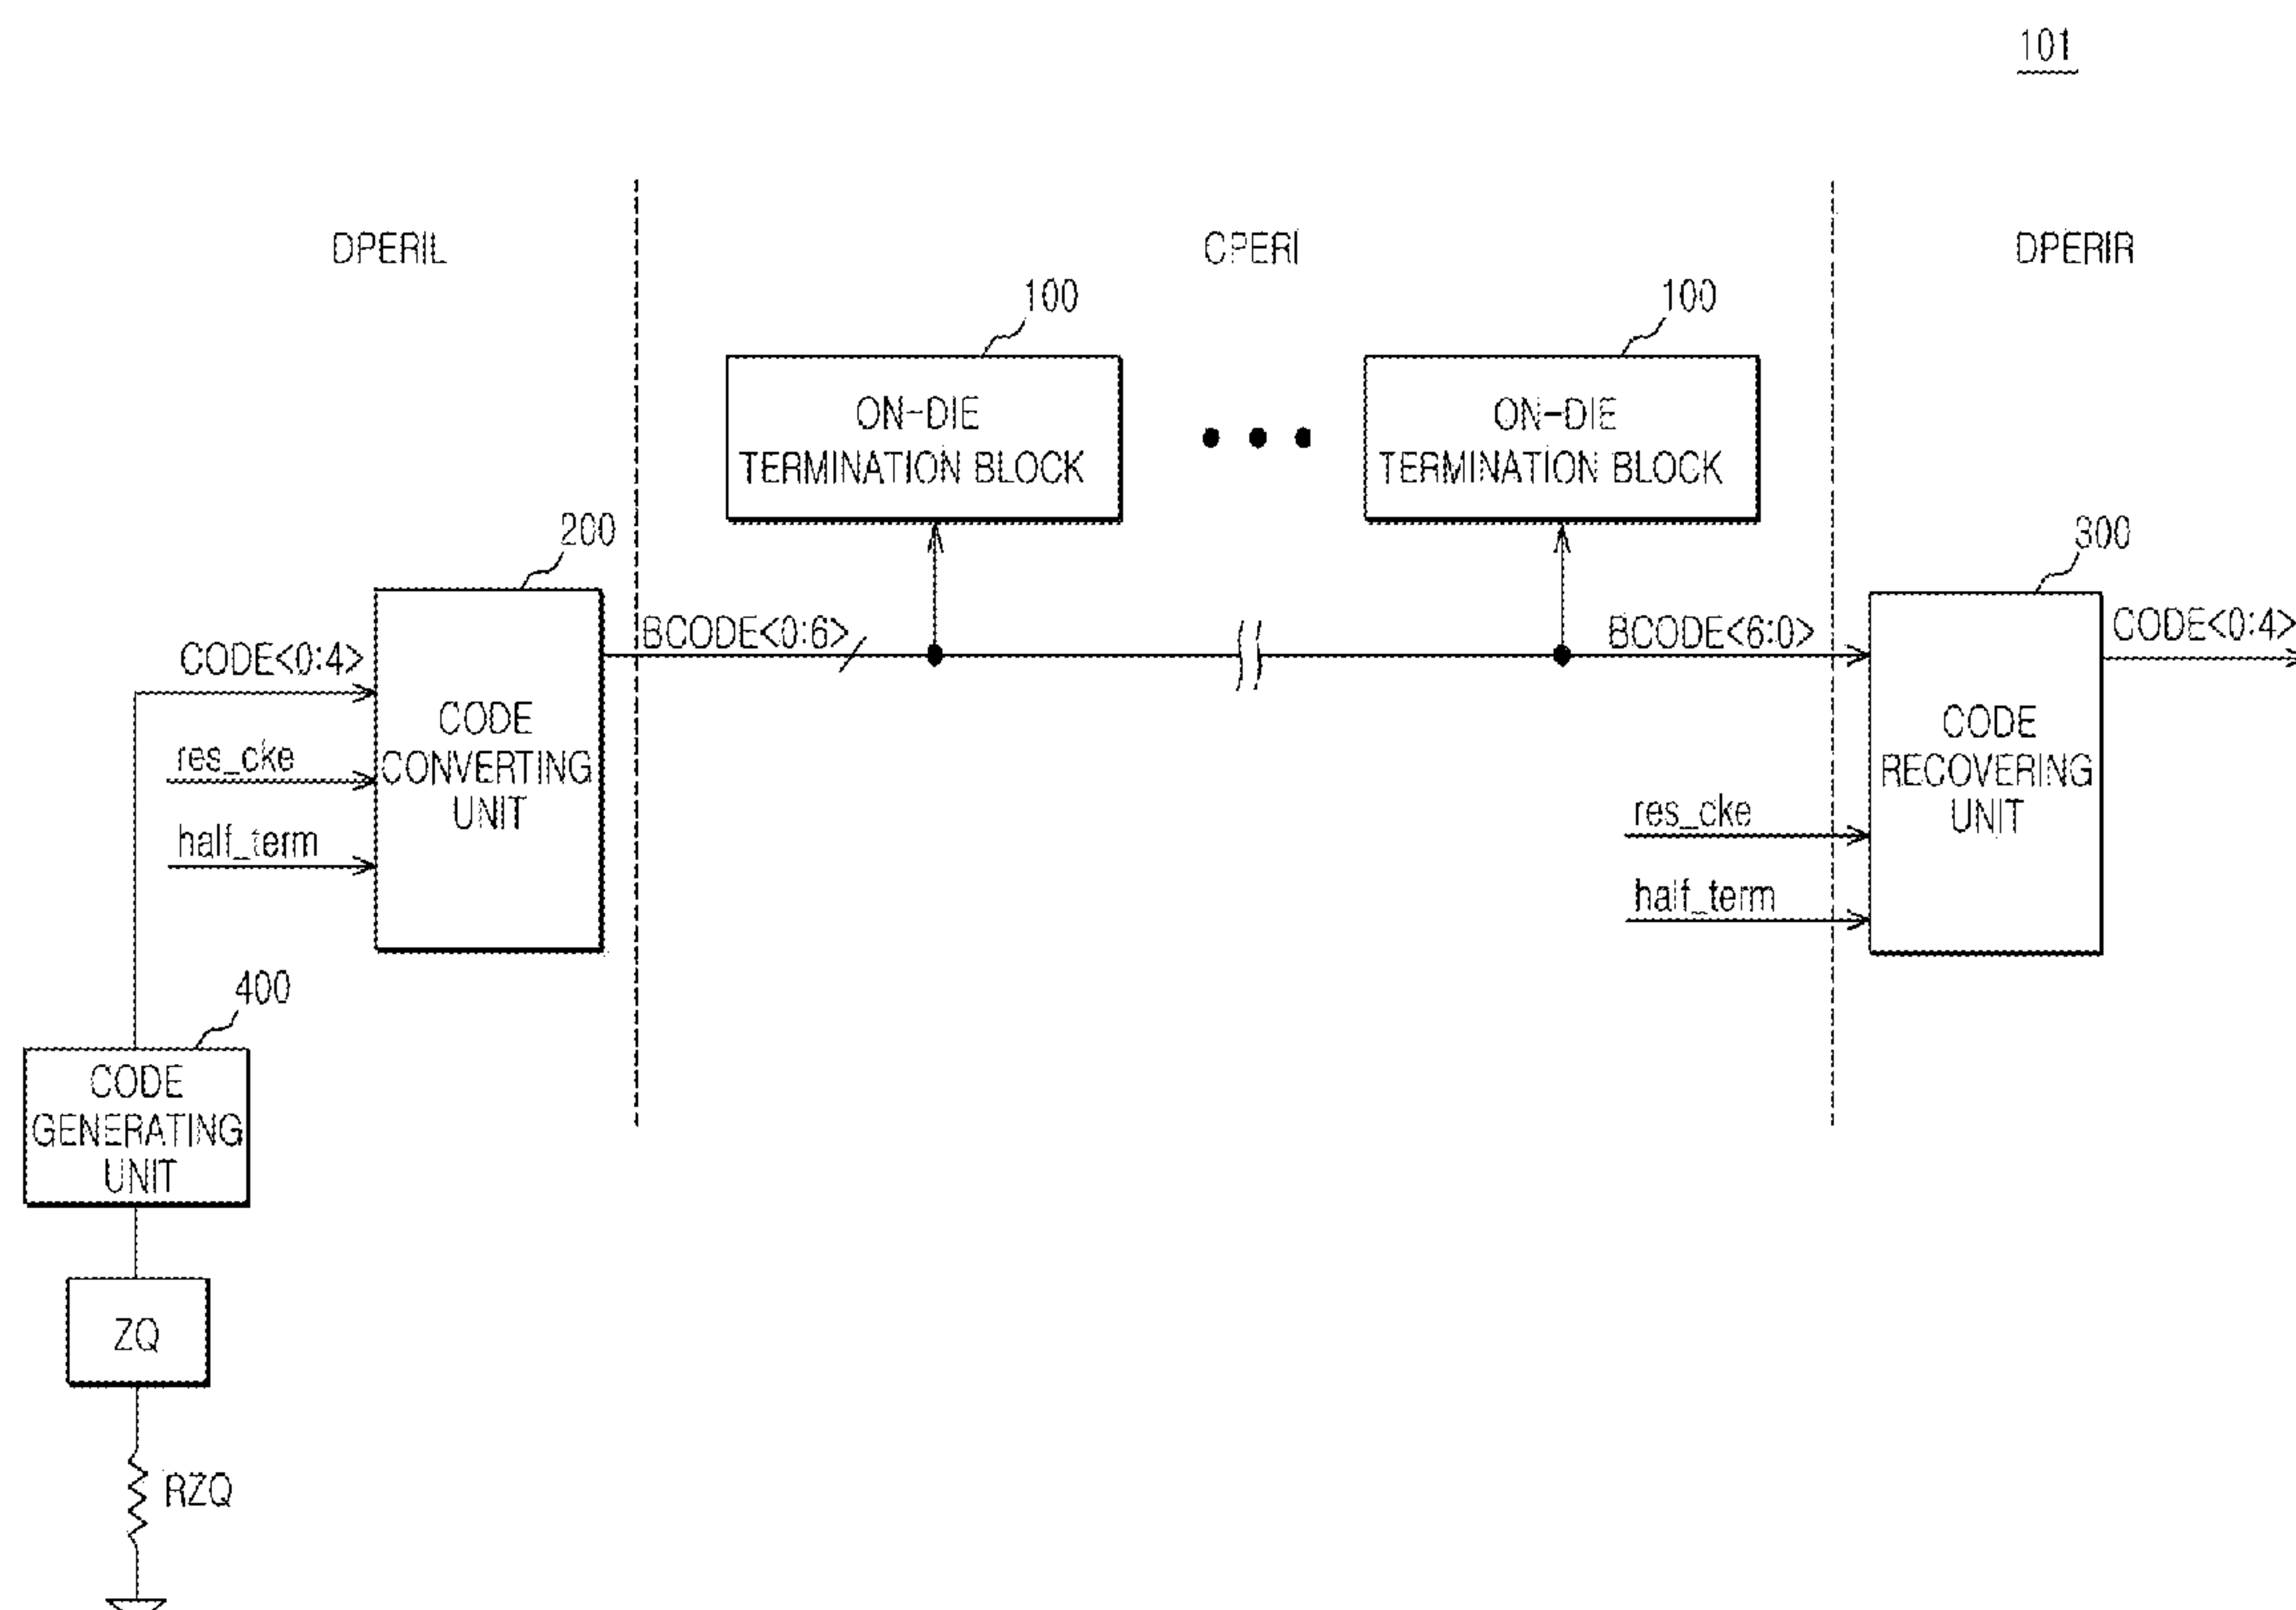 101
DPERIL
CPERI
DPERIR
100
100
ON-DIE
TERMINATION BLOCK
ON-DIE
TERMINATION BLOCK
200
300
CODE<0:4>
BCODE<0:6>
BCODE<6:0>
CODE<0:4>
res_cke
half_term
CODE
CONVERTING
UNIT
res_cke
half_term
CODE
RECOVERING
UNIT
400
CODE
GENERATING
UNIT
ZQ
RZQ